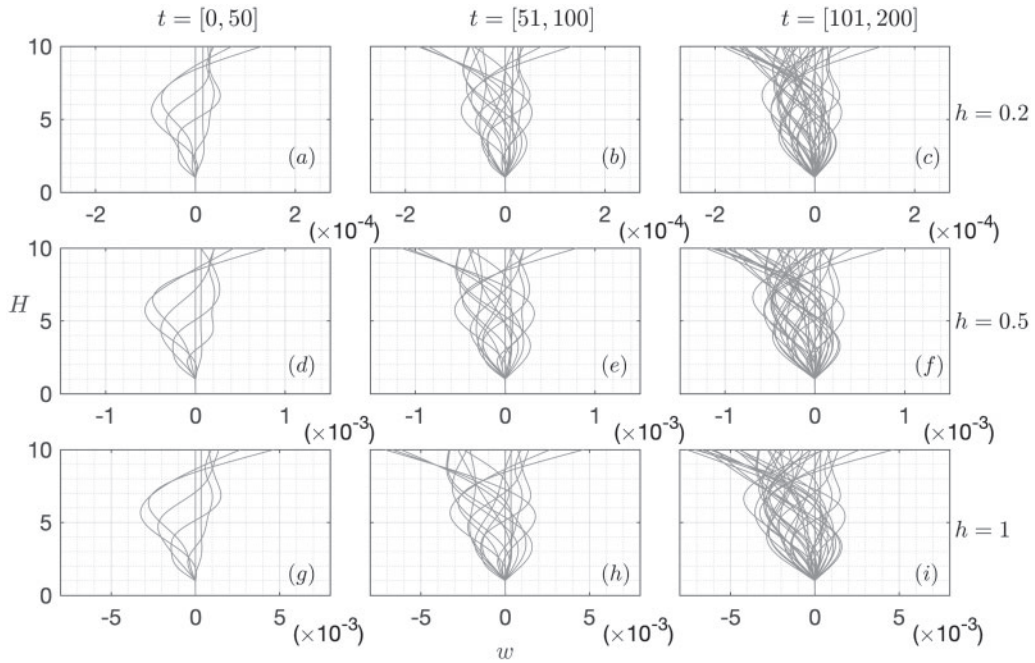 t = [0, 50] t = [51, 100] t = [101, 200]
10
5
0
(a) (b) (c) h = 0.2
-2 0 2 -2 0 2 -2 0 2
(×10⁻⁴) (×10⁻⁴) (×10⁻⁴)
10
H
5
0
(d) (e) (f) h = 0.5
-1 0 1 -1 0 1 -1 0 1
(×10⁻³) (×10⁻³) (×10⁻³)
10
5
0
(g) (h) (i) h = 1
-5 0 5 -5 0 5 -5 0 5
(×10⁻³) (×10⁻³) (×10⁻³)
w